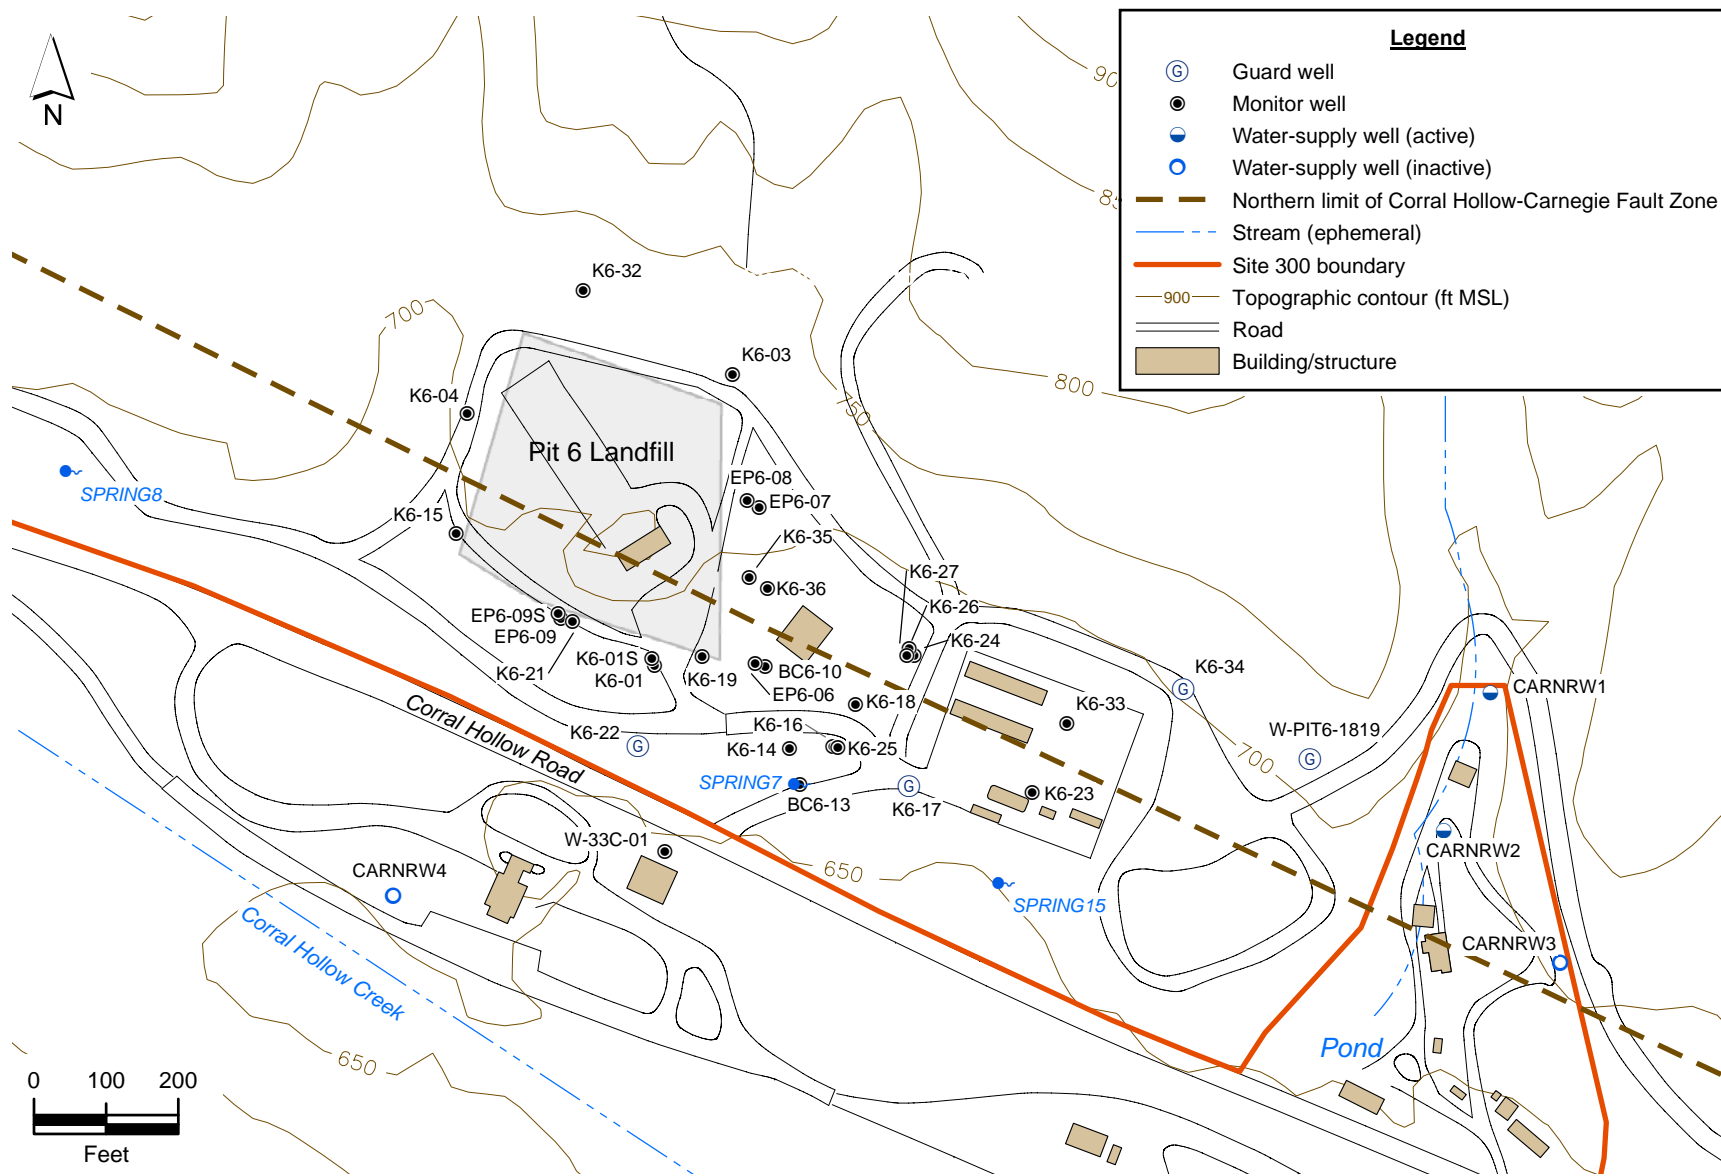 Legend
Guard well
Monitor well
Water-supply well (active)
Water-supply well (inactive)
Northern limit of Corral Hollow-Carnegie Fault Zone
Stream (ephemeral)
Site 300 boundary
900
Topographic contour (ft MSL)
Road
Building/structure
G
N
K6-32
700
K6-03
K6-04
800
750
Pit 6 Landfill
SPRING8
EP6-08
EP6-07
K6-15
K6-35
K6-27
K6-36
K6-26
EP6-09S
EP6-09
K6-24
K6-01S
K6-01
K6-21
K6-19
BC6-10
EP6-06
K6-34
CARNRW1
K6-18
K6-33
K6-16
K6-22
G
K6-14
K6-25
G
W-PIT6-1819
G
700
Corral Hollow Road
SPRING7
BC6-13
G
K6-17
K6-23
W-33C-01
CARNRW2
650
CARNRW4
SPRING15
CARNRW3
Corral Hollow Creek
Pond
650
0 100 200
Feet